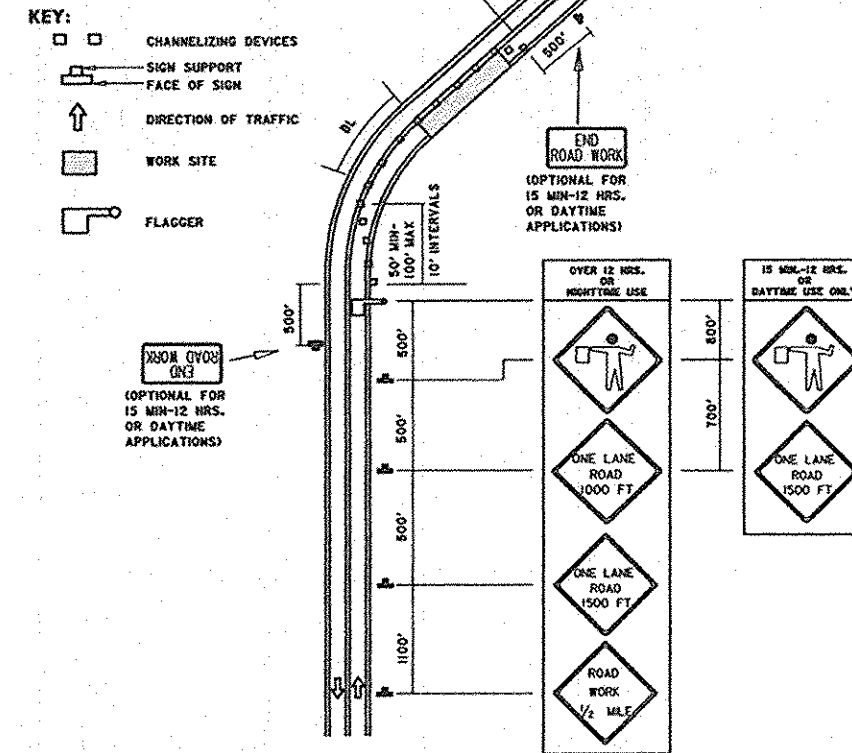 KEY:
CHANNELIZING DEVICES
SIGN SUPPORT
FACE OF SIGN
DIRECTION OF TRAFFIC
WORK SITE
FLAGGER
500'
END
ROAD WORK
(OPTIONAL FOR
15 MIN-12 HRS.
OR DAYTIME
APPLICATIONS)
50' MIN-
100' MAX
10' INTERVALS
500'
END
ROAD WORK
(OPTIONAL FOR
15 MIN-12 HRS.
OR DAYTIME
APPLICATIONS)
500'
500'
500'
1100'
OVER 12 HRS.
OR
NIGHTTIME USE
ONE LANE
ROAD
1000 FT.
ONE LANE
ROAD
1500 FT.
ROAD
WORK
1/2 MILE
800'
700'
15 MIN.-12 HRS.
OR
DAYTIME USE ONLY
ONE LANE
ROAD
1500 FT.